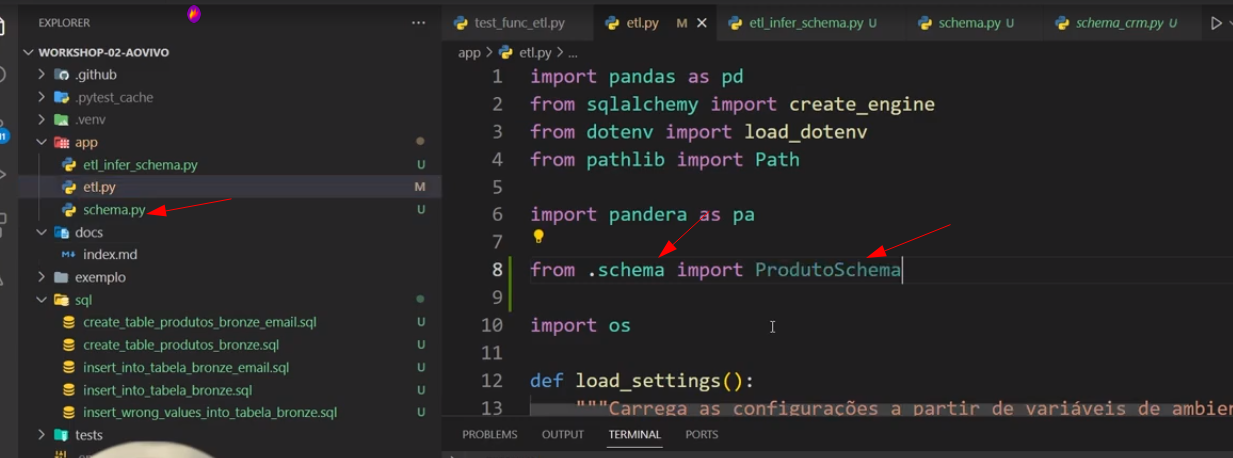 EXPLORER
WORKSHOP-02-AOVIVO
.github
.pytest_cache
.venv
app
etl_infer_schema.py U
etl.py M
schema.py U
docs
index.md
exemplo
sql
create_table_produtos_bronze_email.sql U
create_table_produtos_bronze.sql U
insert_into_tabela_bronze_email.sql U
insert_into_tabela_bronze.sql U
insert_wrong_values_into_tabela_bronze.sql U
tests
test_func_etl.py etl.py M etl_infer_schema.py U schema.py U schema_crm.py U
app > etl.py > ...
1 import pandas as pd
2 from sqlalchemy import create_engine
3 from dotenv import load_dotenv
4 from pathlib import Path
5
6 import pandera as pa
7
8 from .schema import ProdutoSchema
9
10 import os
11
12 def load_settings():
13 """Carrega as configurações a partir de variáveis de
PROBLEMS OUTPUT TERMINAL PORTS